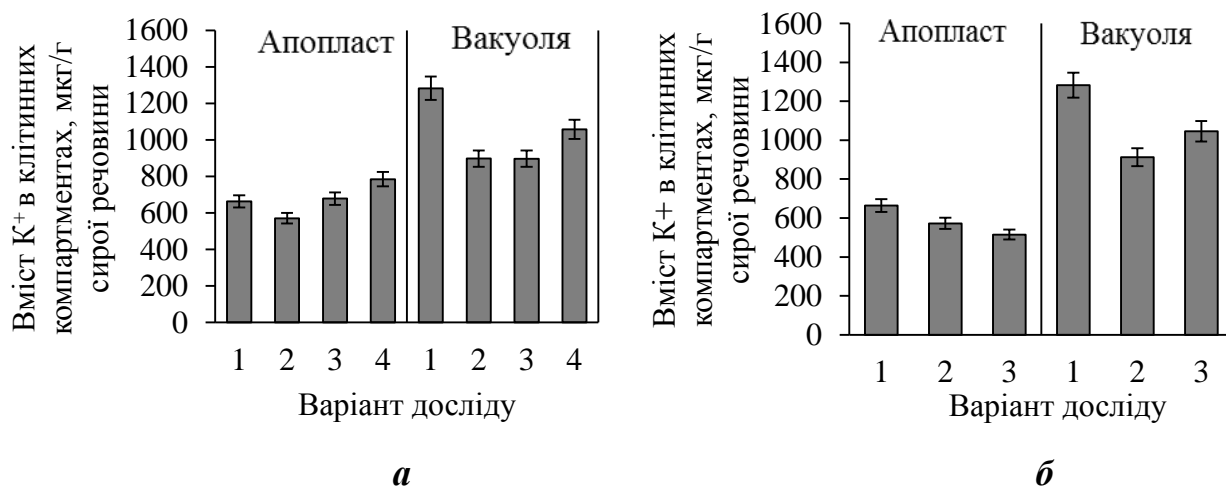 Вміст К⁺ в клітинних
компартментах, мкг/г
сирої речовини
1600
1400
1200
1000
800
600
400
200
0
Апопласт
Вакуоля
1 2 3 4 1 2 3 4
Варіант досліду
а
Вміст К+ в клітинних
компартментах, мкг/г
сирої речовини
1600
1400
1200
1000
800
600
400
200
0
Апопласт
Вакуоля
1 2 3 1 2 3
Варіант досліду
б